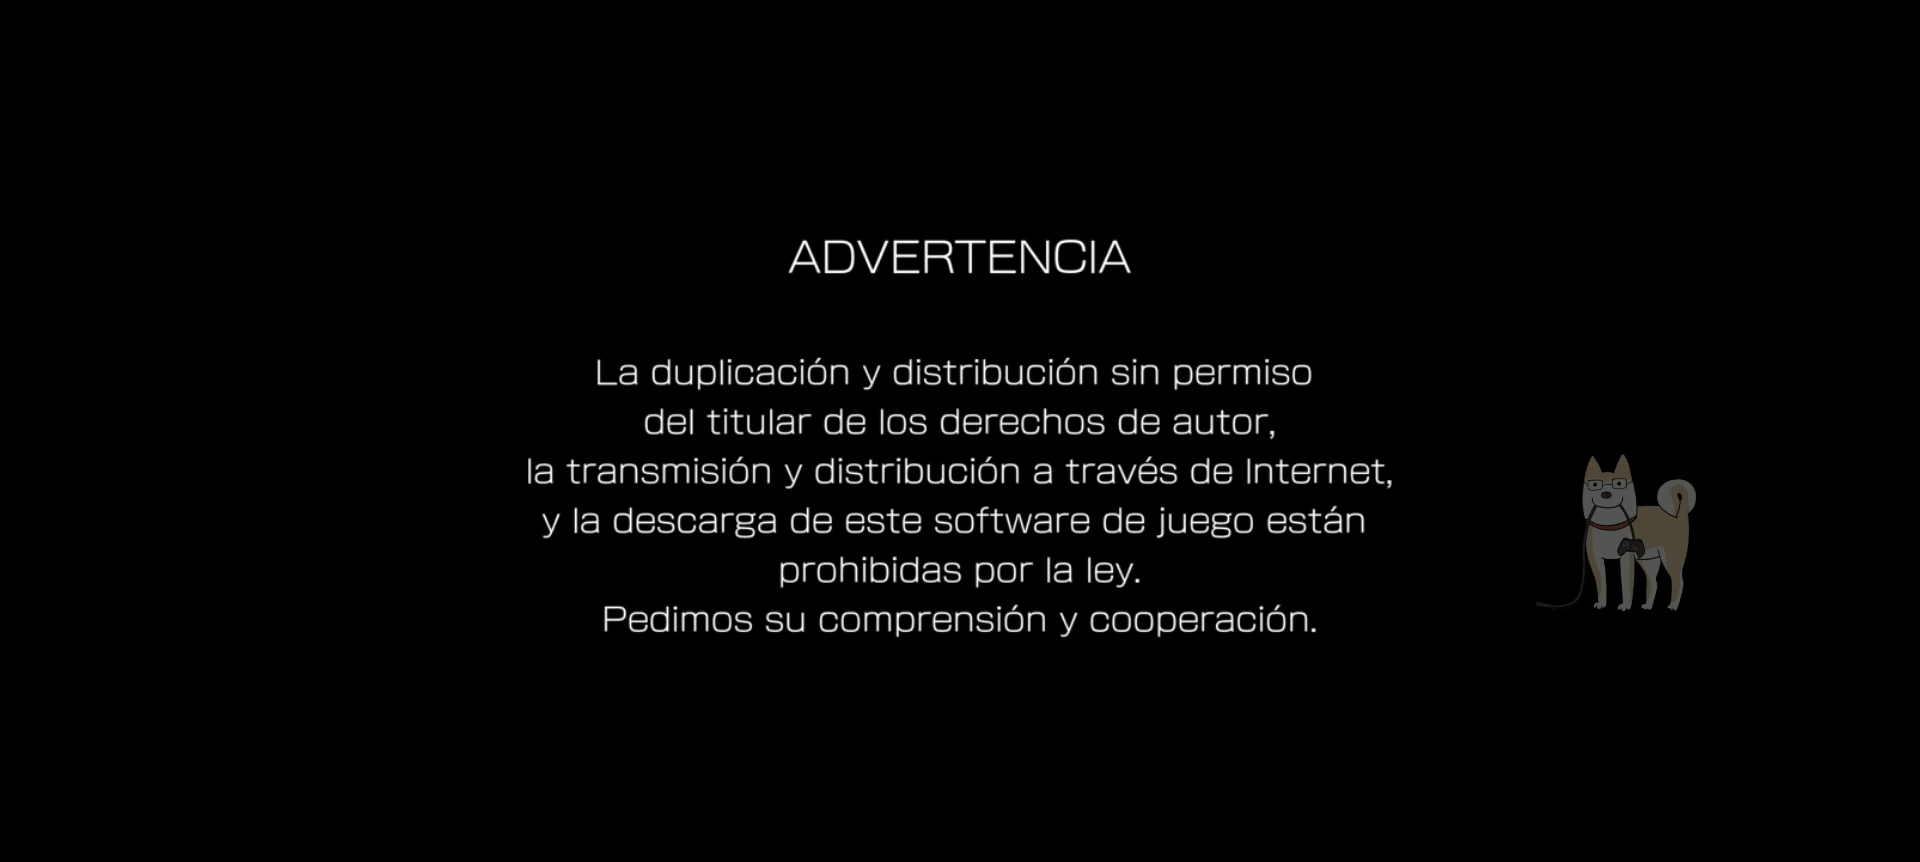 ADVERTENCIA
La duplicación y distribución sin permiso
del titular de los derechos de autor,
la transmisión y distribución a través de Internet,
y la descarga de este software de juego están
prohibidas por la ley.
Pedimos su comprensión y cooperación.